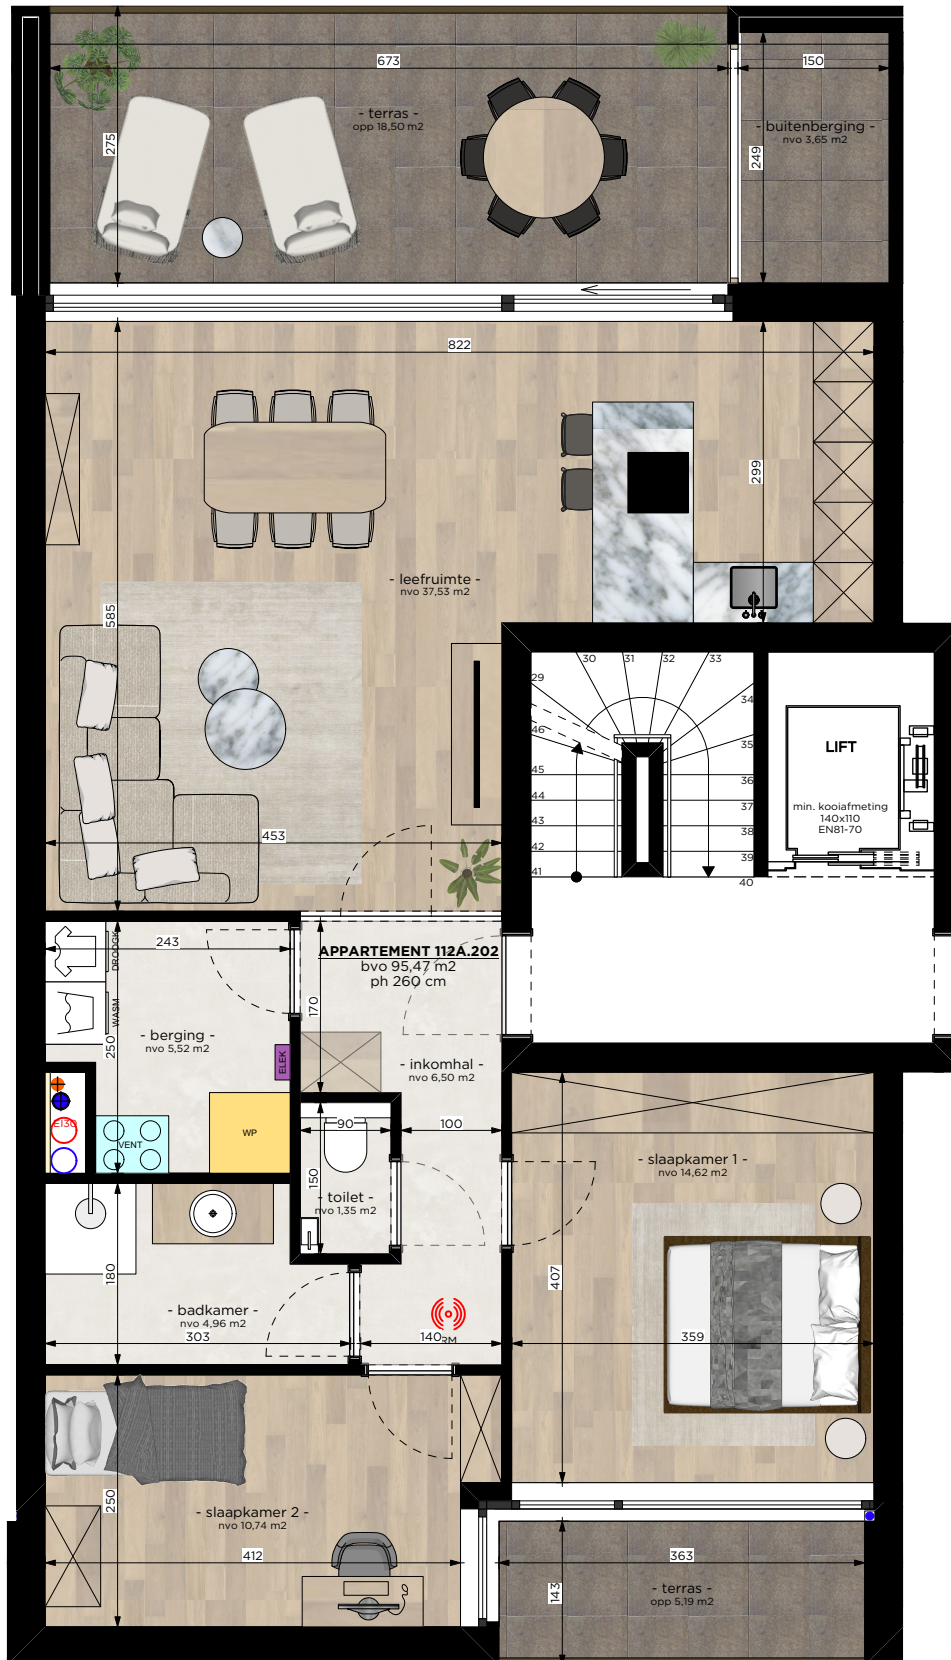 673
150
- terras -
opp 18,50 m2
- buitenberging -
nvo 3,65 m2
275
249
822
299
- leefruimte -
nvo 37,53 m2
585
30
31
32
33
29
34
46
35
45
36
44
37
43
38
42
39
41
40
LIFT
min. kooiafmeting
140x110
EN81-70
453
243
DROOGK
APPARTEMENT 112A.202
bvo 95,47 m2
ph 260 cm
WASM
170
- berging -
nvo 5,52 m2
250
ELEK
- inkomhal -
nvo 6,50 m2
EI30
VENT
WP
90
100
150
- toilet -
nvo 1,35 m2
- slaapkamer 1 -
nvo 14,62 m2
180
407
- badkamer -
nvo 4,96 m2
303
140
RM
359
250
- slaapkamer 2 -
nvo 10,74 m2
412
363
143
- terras -
opp 5,19 m2